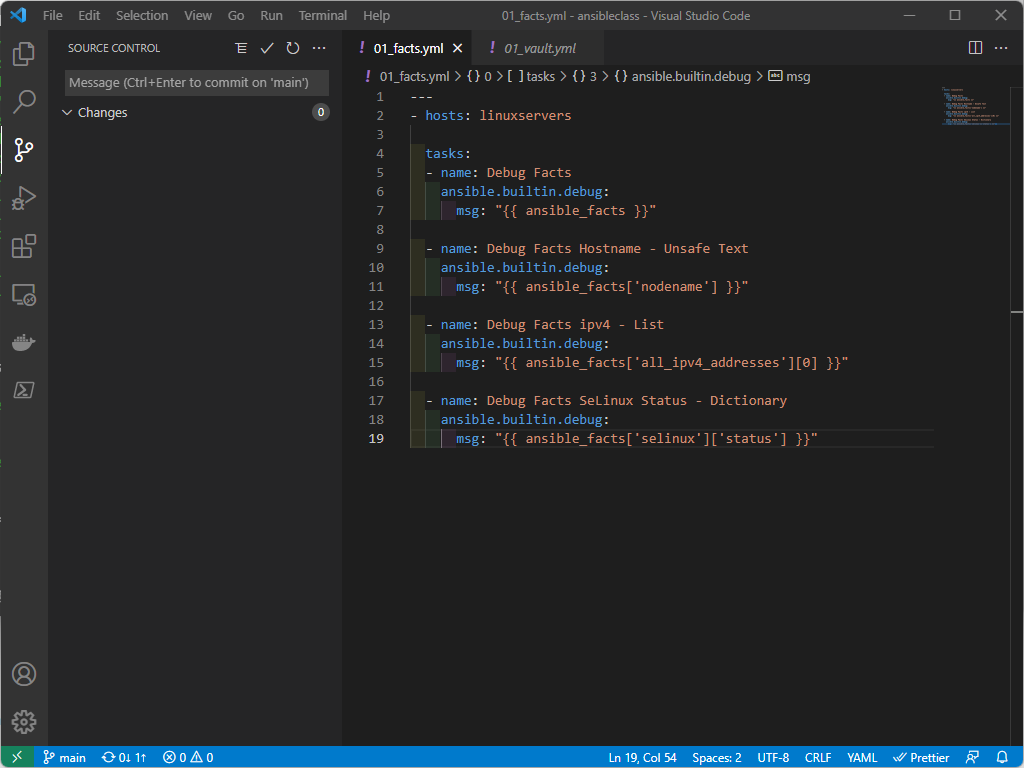 File Edit Selection View Go Run Terminal Help 01_facts.yml - ansibleclass - Visual Studio Code
SOURCE CONTROL
Message (Ctrl+Enter to commit on 'main')
Changes 0
01_facts.yml
01_vault.yml
01_facts.yml > {} 0 > [ ] tasks > {} 3 > {} ansible.builtin.debug > abc msg
1 ---
2 - hosts: linuxservers
3
4   tasks:
5   - name: Debug Facts
6     ansible.builtin.debug:
7       msg: "{{ ansible_facts }}"
8
9   - name: Debug Facts Hostname - Unsafe Text
10     ansible.builtin.debug:
11       msg: "{{ ansible_facts['nodename'] }}"
12
13   - name: Debug Facts ipv4 - List
14     ansible.builtin.debug:
15       msg: "{{ ansible_facts['all_ipv4_addresses'][0] }}"
16
17   - name: Debug Facts SeLinux Status - Dictionary
18     ansible.builtin.debug:
19       msg: "{{ ansible_facts['selinux']['status'] }}"
main 0↓ 1↑ 0 0 Ln 19, Col 54 Spaces: 2 UTF-8 CRLF YAML Prettier